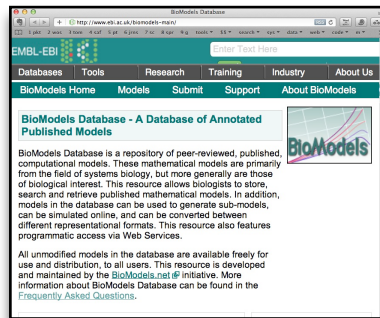 BioModels Database
http://www.ebi.ac.uk/biomodels-main/
EMBL-EBI
Enter Text Here
Databases Tools Research Training Industry About Us
BioModels Home Models Submit Support About BioModels
BioModels Database - A Database of Annotated
Published Models
BioModels
BioModels Database is a repository of peer-reviewed, published,
computational models. These mathematical models are primarily
from the field of systems biology, but more generally are those
of biological interest. This resource allows biologists to store,
search and retrieve published mathematical models. In addition,
models in the database can be used to generate sub-models,
can be simulated online, and can be converted between
different representational formats. This resource also features
programmatic access via Web Services.
All unmodified models in the database are available freely for
use and distribution, to all users. This resource is developed
and maintained by the BioModels.net initiative. More
information about BioModels Database can be found in the
Frequently Asked Questions.